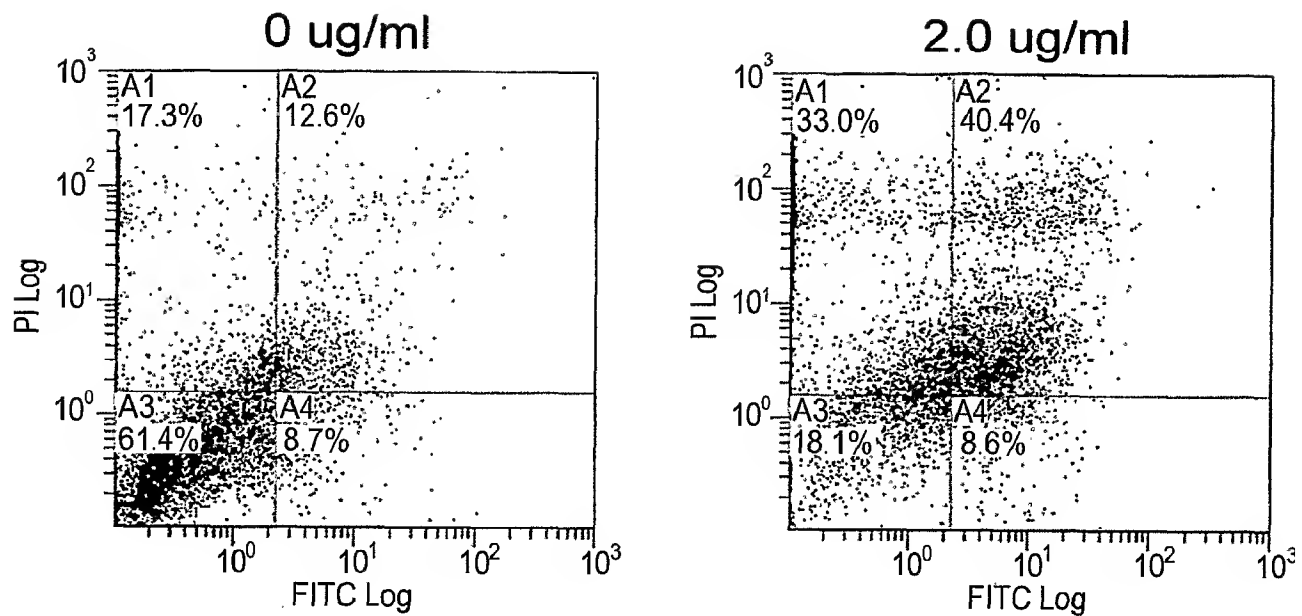 0 ug/ml
10³
A1
17.3%
A2
12.6%
10²
PI Log
10¹
10⁰
A3
61.4%
A4
8.7%
10⁰
10¹
10²
10³
FITC Log
2.0 ug/ml
10³
A1
33.0%
A2
40.4%
10²
PI Log
10¹
10⁰
A3
18.1%
A4
8.6%
10⁰
10¹
10²
10³
FITC Log